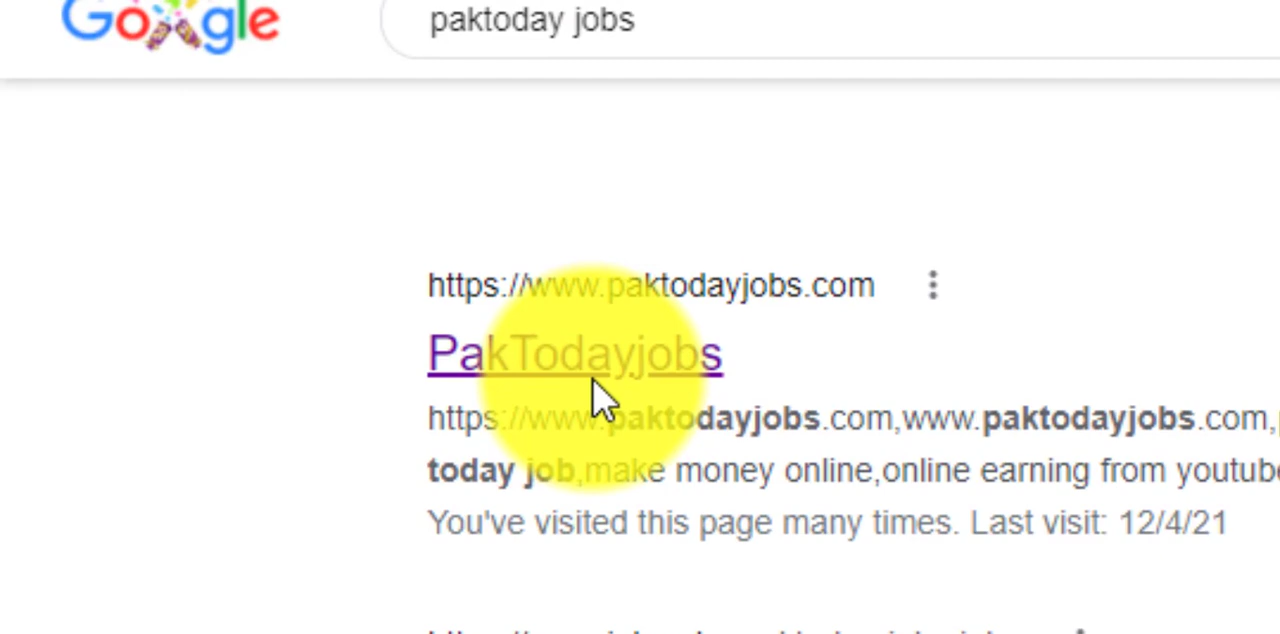 Google
paktoday jobs
https://www.paktodayjobs.com
PakTodayjobs
https://www.paktodayjobs.com,www.paktodayjobs.com,
today job,make money online,online earning from youtube
You've visited this page many times. Last visit: 12/4/21